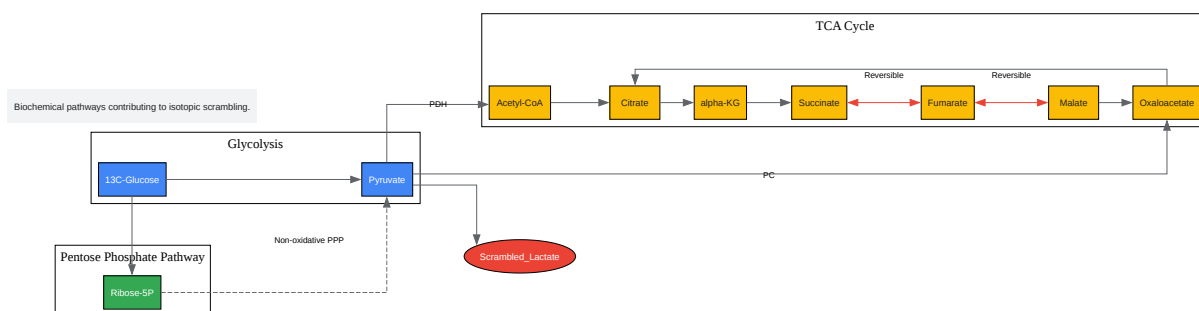 TCA Cycle
Reversible
Reversible
Acetyl-CoA
Citrate
alpha-KG
Succinate
Fumarate
Malate
Oxaloacetate
PDH
Biochemical pathways contributing to isotopic scrambling.
Glycolysis
13C-Glucose
Pyruvate
PC
Non-oxidative PPP
Scrambled_Lactate
Pentose Phosphate Pathway
Ribose-5P